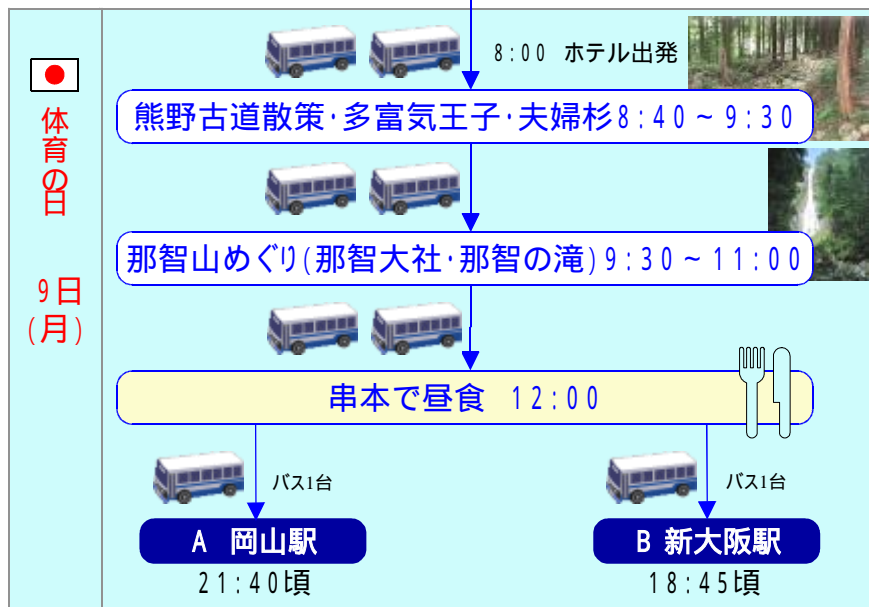 体育の日
9日
(月)
8:00 ホテル出発
熊野古道散策・多富気王子・夫婦杉8:40～9:30
那智山めぐり(那智大社・那智の滝)9:30～11:00
串本で昼食 12:00
バス1台
バス1台
A 岡山駅
B 新大阪駅
21:40頃
18:45頃